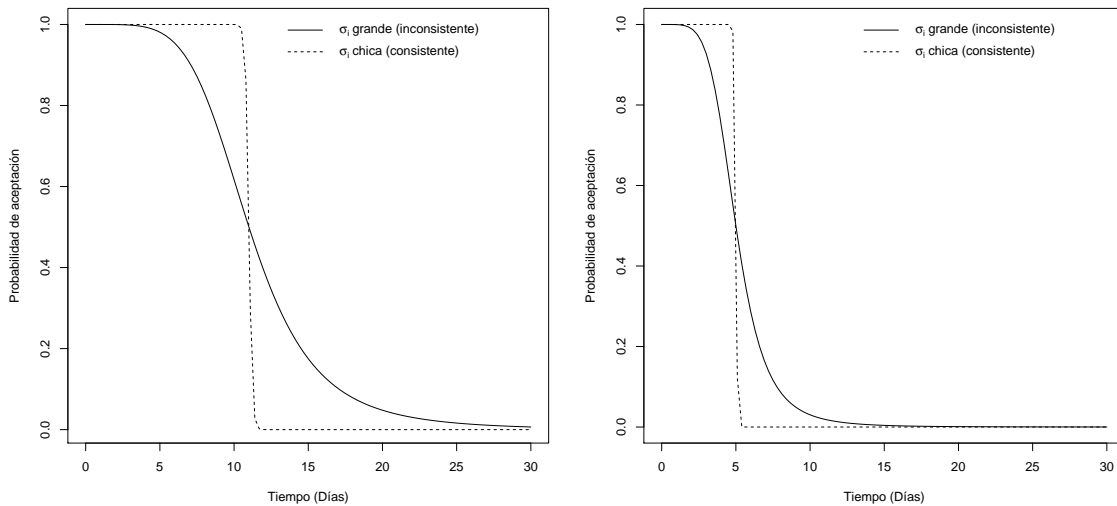 σi grande (inconsistente)
σi chica (consistente)
Probabilidad de aceptación
1.0
0.8
0.6
0.4
0.2
0.0
0 5 10 15 20 25 30
Tiempo (Días)
σi grande (inconsistente)
σi chica (consistente)
Probabilidad de aceptación
1.0
0.8
0.6
0.4
0.2
0.0
0 5 10 15 20 25 30
Tiempo (Días)